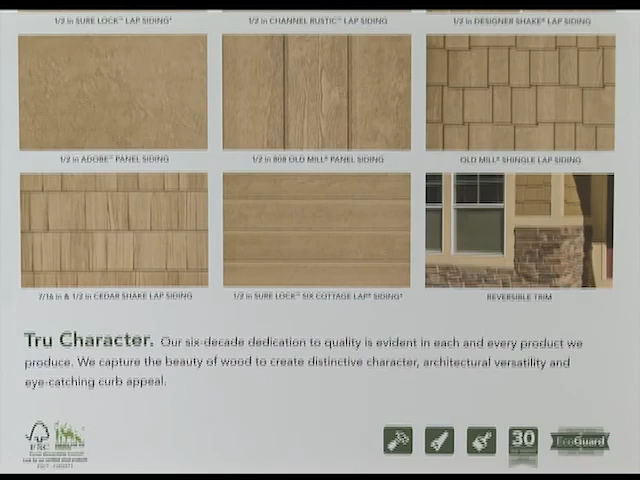 1/2 in SURE LOCK™ LAP SIDING†
1/2 in CHANNEL RUSTIC™ LAP SIDING
1/2 in DESIGNER SHAKE® LAP SIDING
1/2 in ADOBE™ PANEL SIDING
1/2 in 808 OLD MILL® PANEL SIDING
OLD MILL® SHINGLE LAP SIDING
7/16 in & 1/2 in CEDAR SHAKE LAP SIDING
1/2 in SURE LOCK™ SIX COTTAGE LAP® SIDING†
REVERSIBLE TRIM
Tru Character. Our six-decade dedication to quality is evident in each and every product we
produce. We capture the beauty of wood to create distinctive character, architectural versatility and
eye-catching curb appeal.
FSC
30
EcoGuard